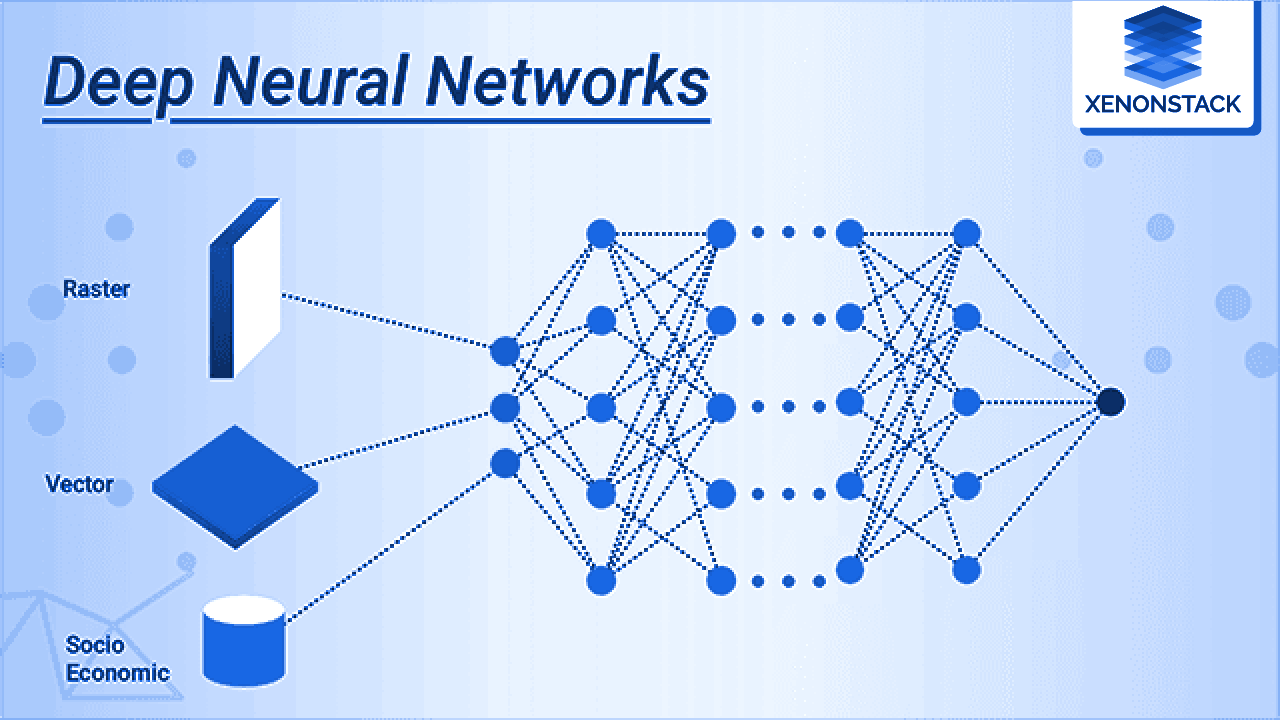 Deep Neural Networks
XENONSTACK
Raster
Vector
Socio
Economic